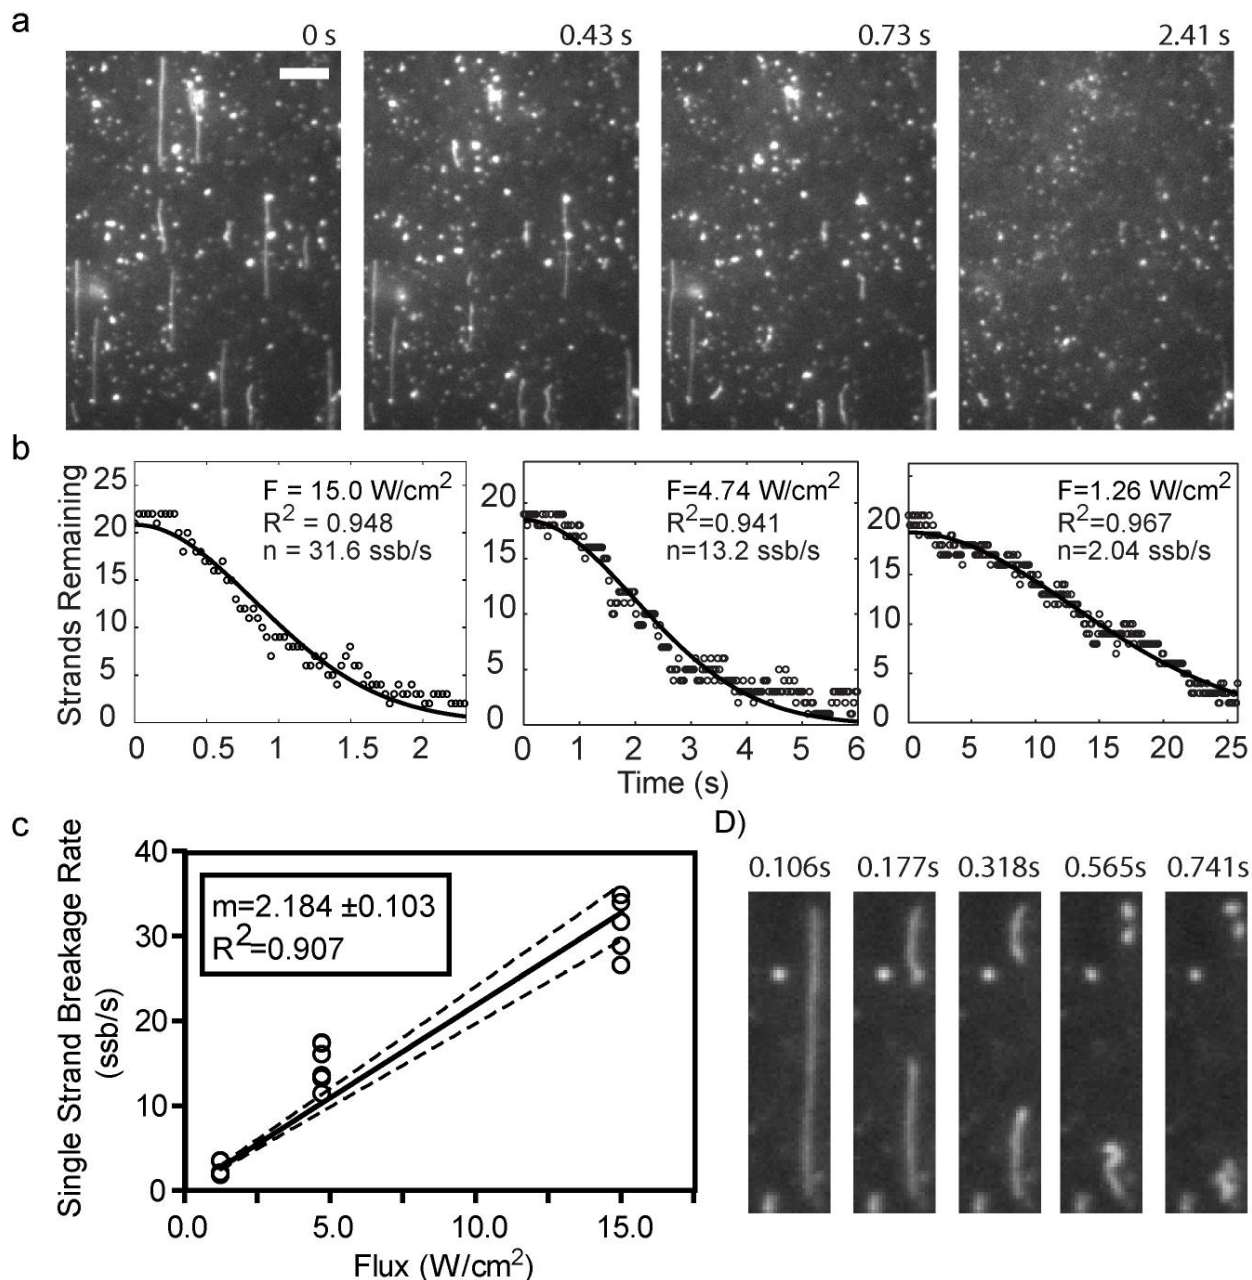 a
0 s 0.43 s 0.73 s 2.41 s
b
Strands Remaining
25
20
15
10
5
0
F = 15.0 W/cm²
R² = 0.948
n = 31.6 ssb/s
0 0.5 1 1.5 2
20
15
10
5
0
F=4.74 W/cm²
R²=0.941
n=13.2 ssb/s
0 1 2 3 4 5 6
20
15
10
5
0
F=1.26 W/cm²
R²=0.967
n=2.04 ssb/s
0 5 10 15 20 25
Time (s)
c
Single Strand Breakage Rate
(ssb/s)
40
30
20
10
0
m=2.184 ±0.103
R²=0.907
0.0 5.0 10.0 15.0
Flux (W/cm²)
D)
0.106s 0.177s 0.318s 0.565s 0.741s